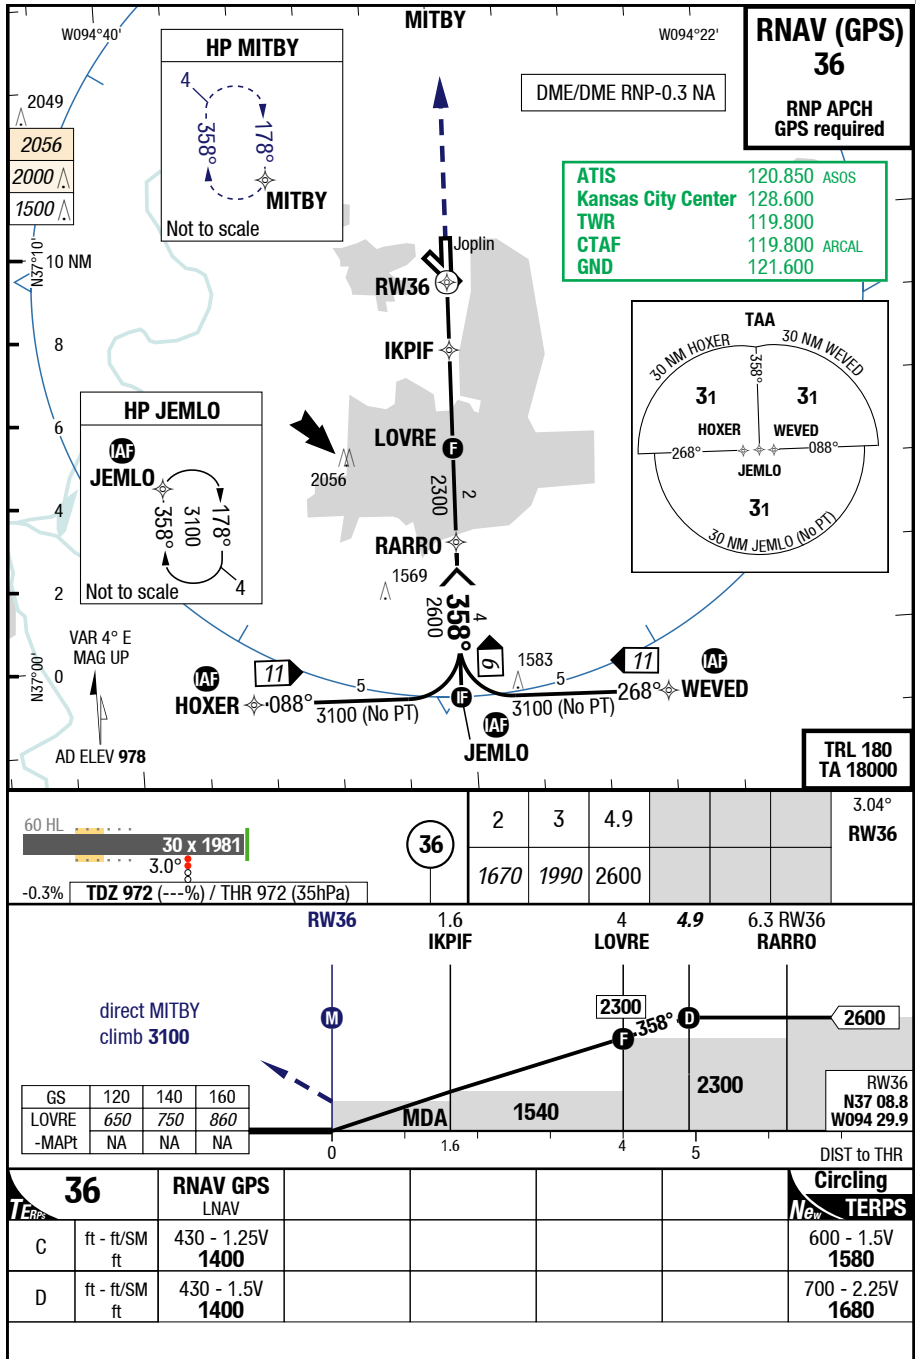 MITBY
W094°40'
W094°22'
RNAV (GPS)
36
RNP APCH
GPS required
HP MITBY
4
358°
178°
MITBY
Not to scale
DME/DME RNP-0.3 NA
2049
2056
2000
1500
ATIS 120.850 ASOS
Kansas City Center 128.600
TWR 119.800
CTAF 119.800 ARCAL
GND 121.600
N37°10'
10 NM
8
6
4
2
0
N37°00'
Joplin
RW36
IKPIF
LOVRE
F
2056
2
2300
RARRO
1569
4
358°
2600
TAA
30 NM HOXER
30 NM WEVED
358°
31
31
HOXER
WEVED
268°
088°
JEMLO
31
30 NM JEMLO (No PT)
HP JEMLO
IAF
JEMLO
358°
3100
178°
4
Not to scale
VAR 4° E
MAG UP
AD ELEV 978
IAF
HOXER
11
088°
5
3100 (No PT)
9
1583
IF
IAF
JEMLO
5
3100 (No PT)
11
268°
IAF
WEVED
TRL 180
TA 18000
60 HL
30 x 1981
3.0°
-0.3%
TDZ 972 (---%) / THR 972 (35hPa)
36
2 3 4.9
1670 1990 2600
3.04°
RW36
RW36 1.6 4 4.9 6.3 RW36
IKPIF LOVRE RARRO
direct MITBY
climb 3100
M
2300
F
358°
D
2600
2300
1540
MDA
RW36
N37 08.8
W094 29.9
GS 120 140 160
LOVRE 650 750 860
-MAPt NA NA NA
0 1.6 4 5 DIST to THR
TERPs
36
RNAV GPS
LNAV
Circling
New TERPS
C ft - ft/SM 430 - 1.25V 600 - 1.5V
ft 1400 1580
D ft - ft/SM 430 - 1.5V 700 - 2.25V
ft 1400 1680